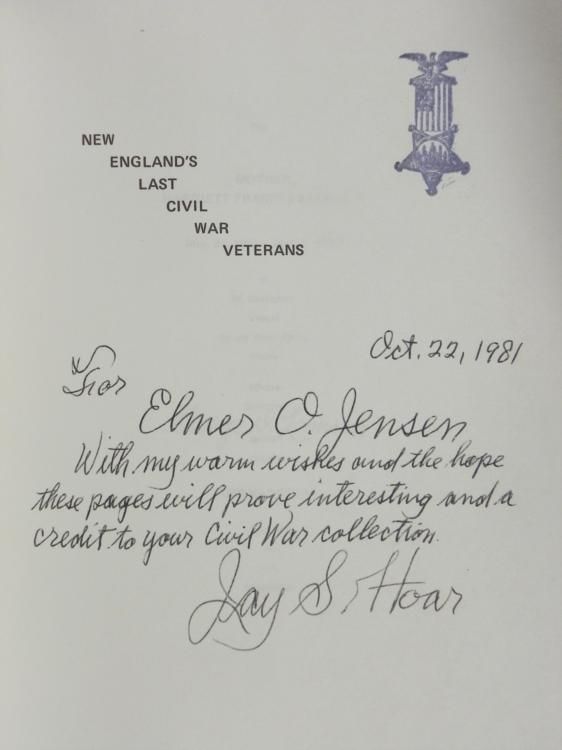 NEW
ENGLAND'S
LAST
CIVIL
WAR
VETERANS
Oct. 22, 1981
For
Elmer O. Jensen
With my warm wishes and the hope
these pages will prove interesting and a
credit to your Civil War collection.
Jay S. Hoar